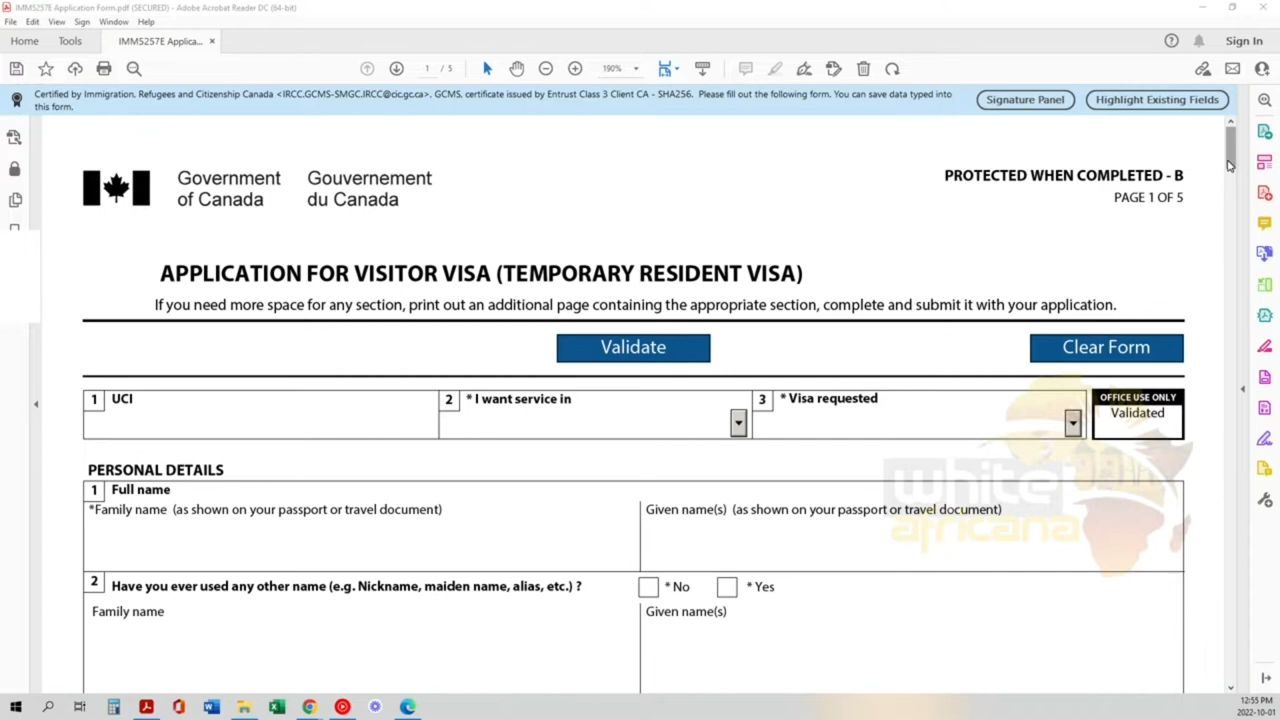 IMM5257E Application Form.pdf (SECURED) - Adobe Acrobat Reader DC (64-bit)
File Edit View Sign Window Help
Home Tools IMM5257E Applica... × Sign In
1 / 5 190%
Certified by Immigration, Refugees and Citizenship Canada <IRCC.GCMS-SMGC.IRCC@cic.gc.ca>, GCMS, certificate issued by Entrust Class 3 Client CA - SHA256. Please fill out the following form. You can save data typed into
this form.
Signature Panel Highlight Existing Fields
Government Gouvernement
of Canada du Canada
PROTECTED WHEN COMPLETED - B
PAGE 1 OF 5
APPLICATION FOR VISITOR VISA (TEMPORARY RESIDENT VISA)
If you need more space for any section, print out an additional page containing the appropriate section, complete and submit it with your application.
Validate Clear Form
1 UCI 2 * I want service in 3 * Visa requested OFFICE USE ONLY
Validated
PERSONAL DETAILS
1 Full name
*Family name (as shown on your passport or travel document) Given name(s) (as shown on your passport or travel document)
white
africana
2 Have you ever used any other name (e.g. Nickname, maiden name, alias, etc.) ? * No * Yes
Family name Given name(s)
12:55 PM
2022-10-01